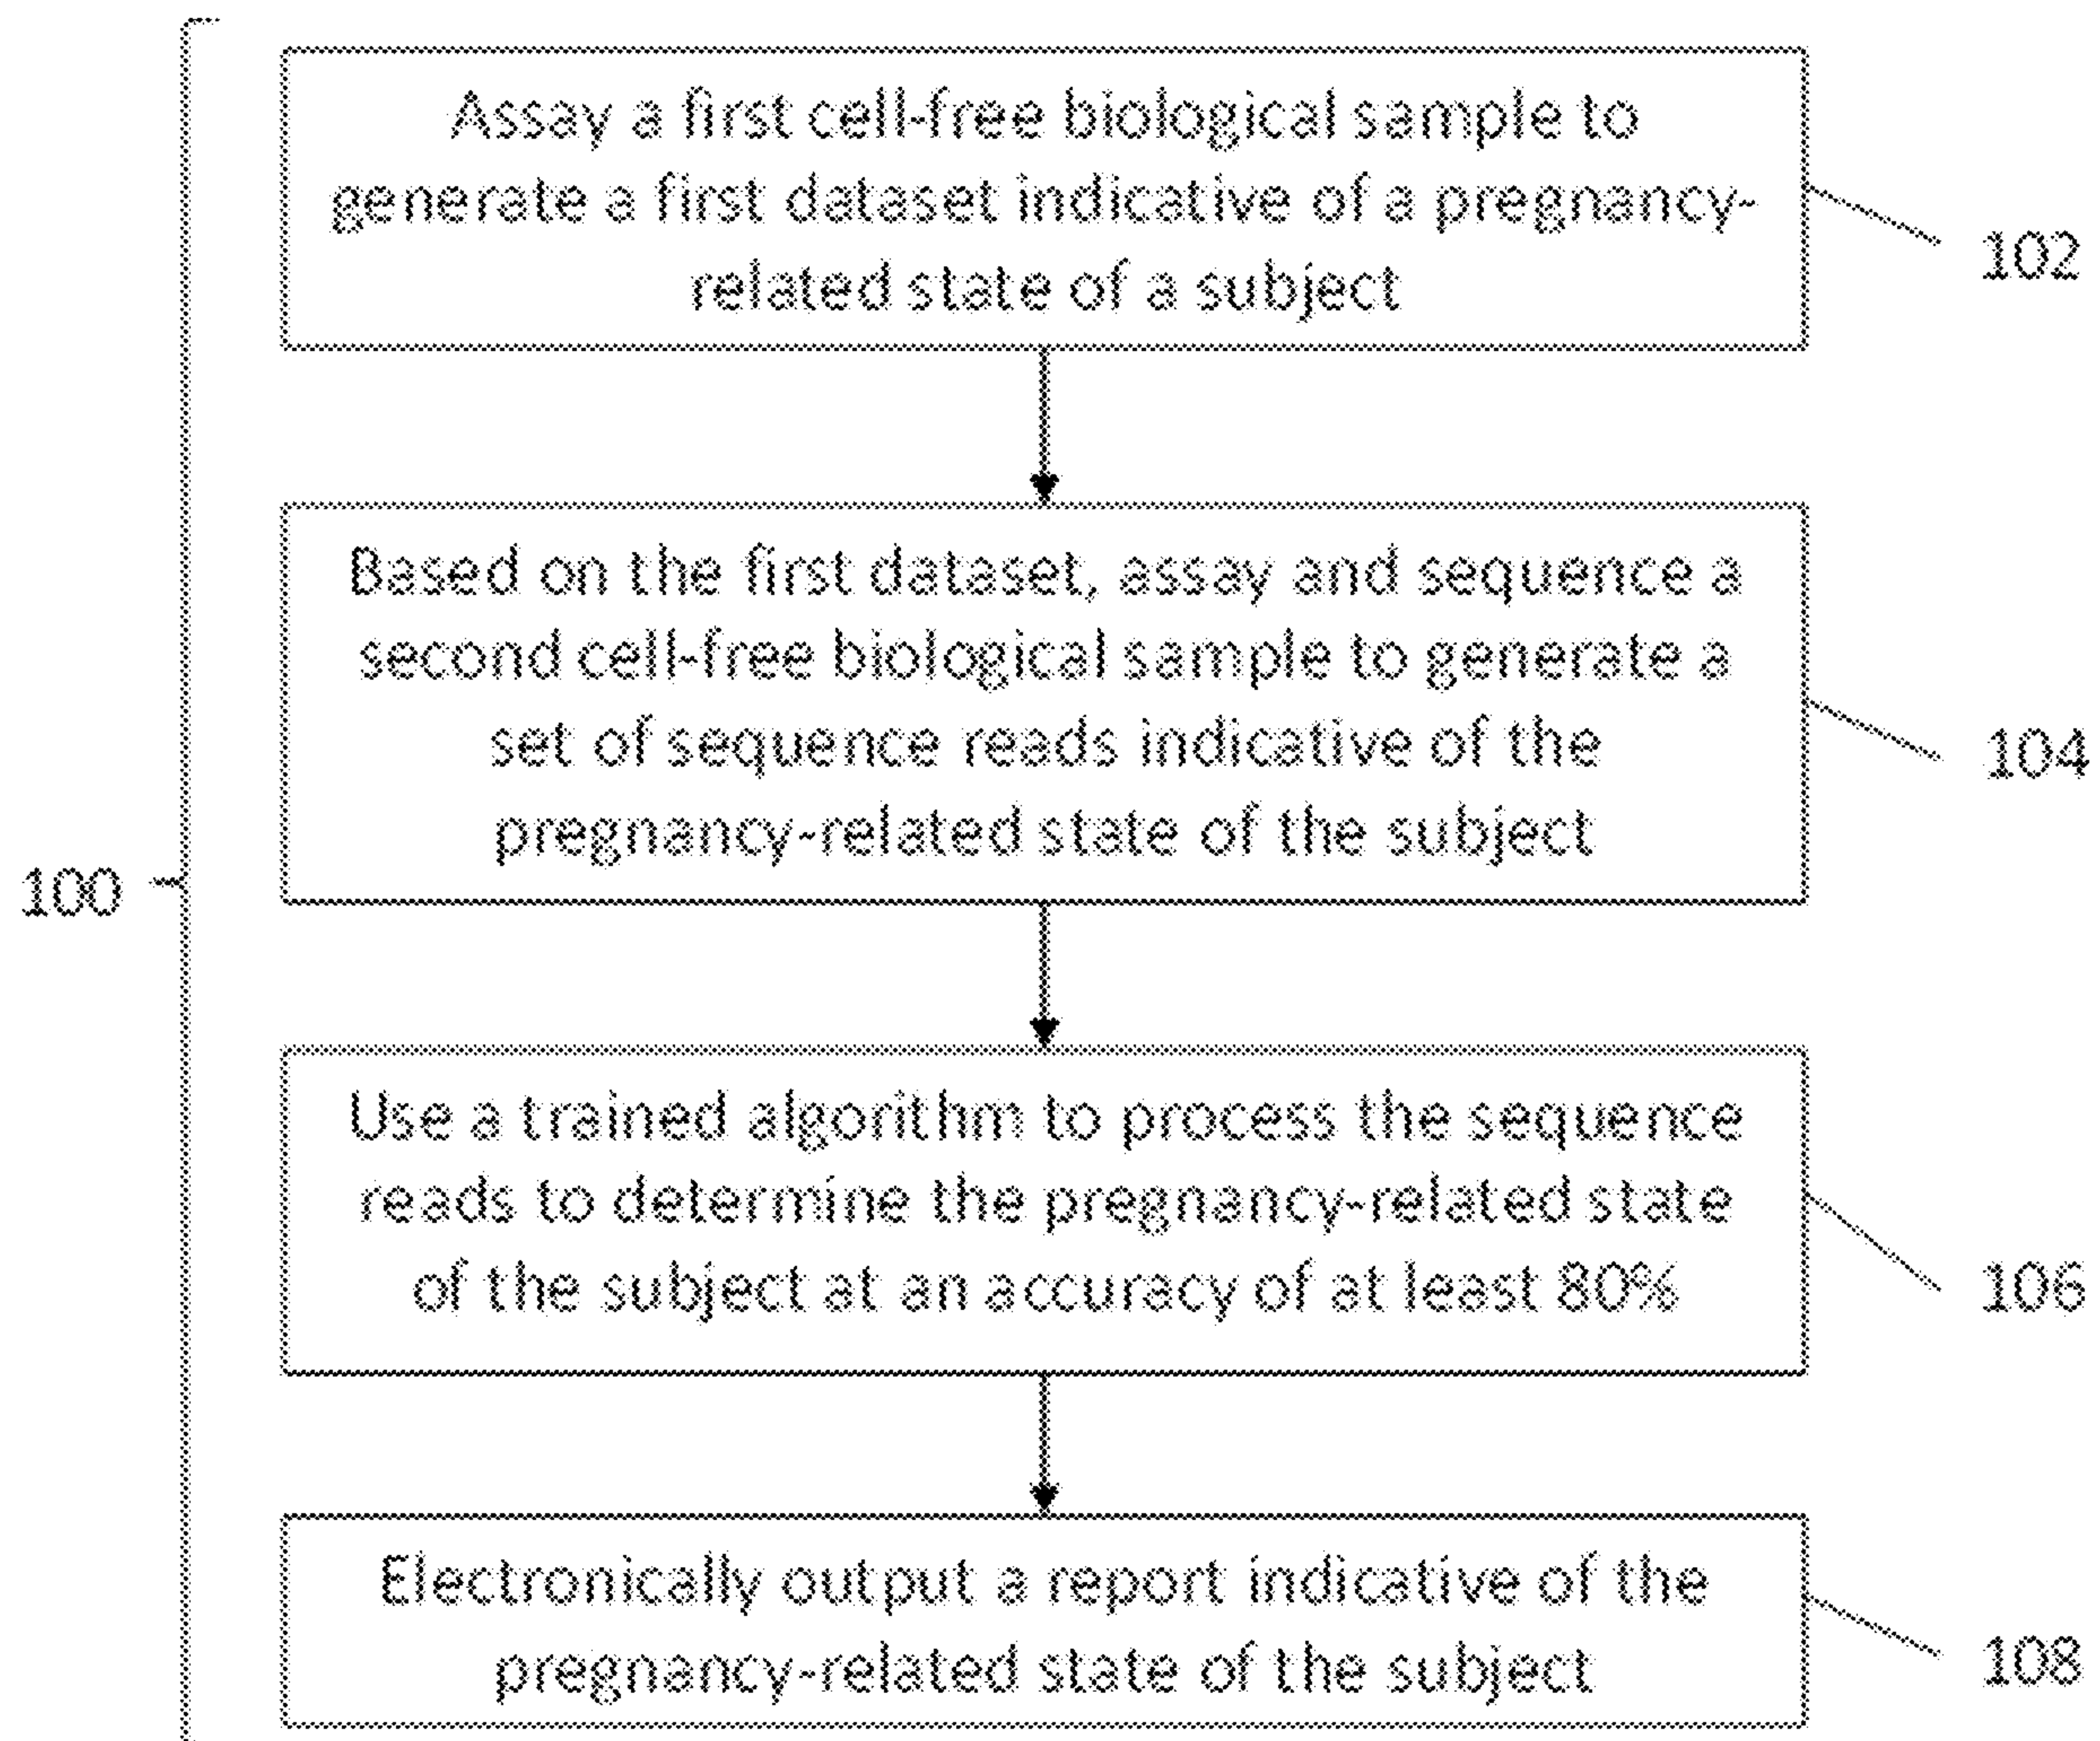 Assay a first cell-free biological sample to
generate a first dataset indicative of a pregnancy-
related state of a subject
102
Based on the first dataset, assay and sequence a
second cell-free biological sample to generate a
set of sequence reads indicative of the
pregnancy-related state of the subject
104
100
Use a trained algorithm to process the sequence
reads to determine the pregnancy-related state
of the subject at an accuracy of at least 80%
106
Electronically output a report indicative of the
pregnancy-related state of the subject
108